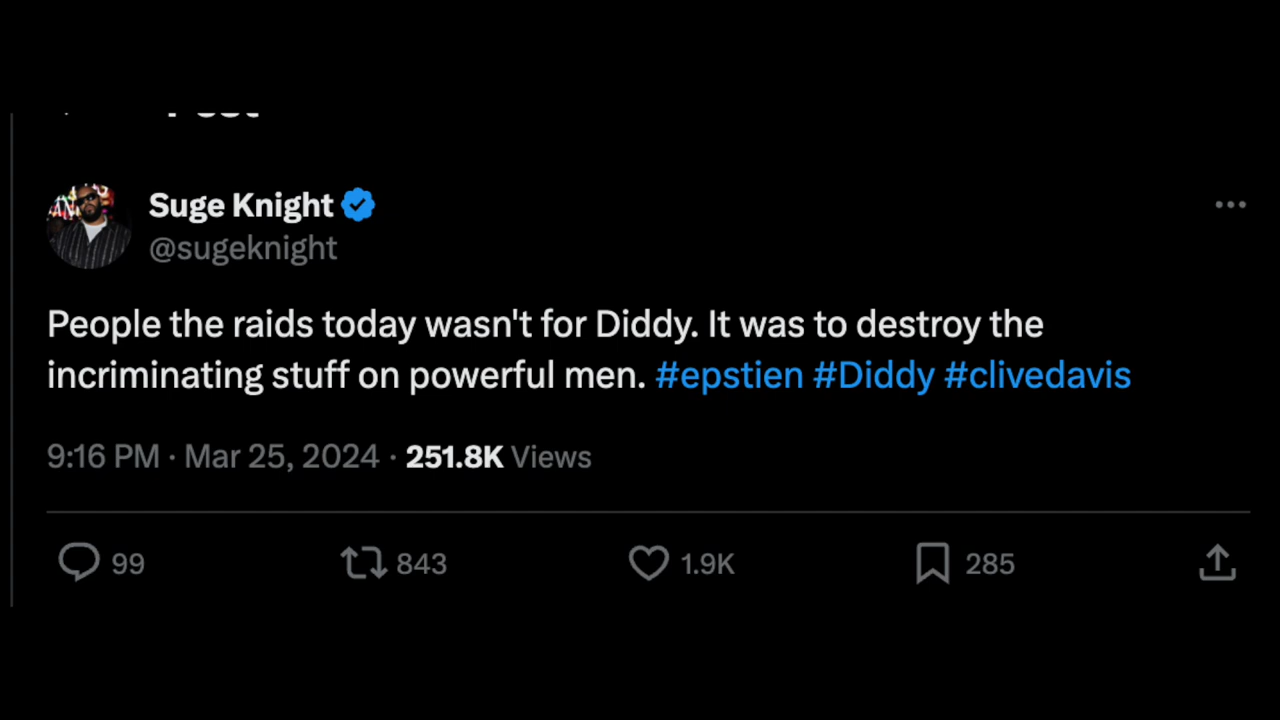 Post
Suge Knight
@sugeknight
People the raids today wasn't for Diddy. It was to destroy the
incriminating stuff on powerful men. #epstien #Diddy #clivedavis
9:16 PM · Mar 25, 2024 · 251.8K Views
99 843 1.9K 285